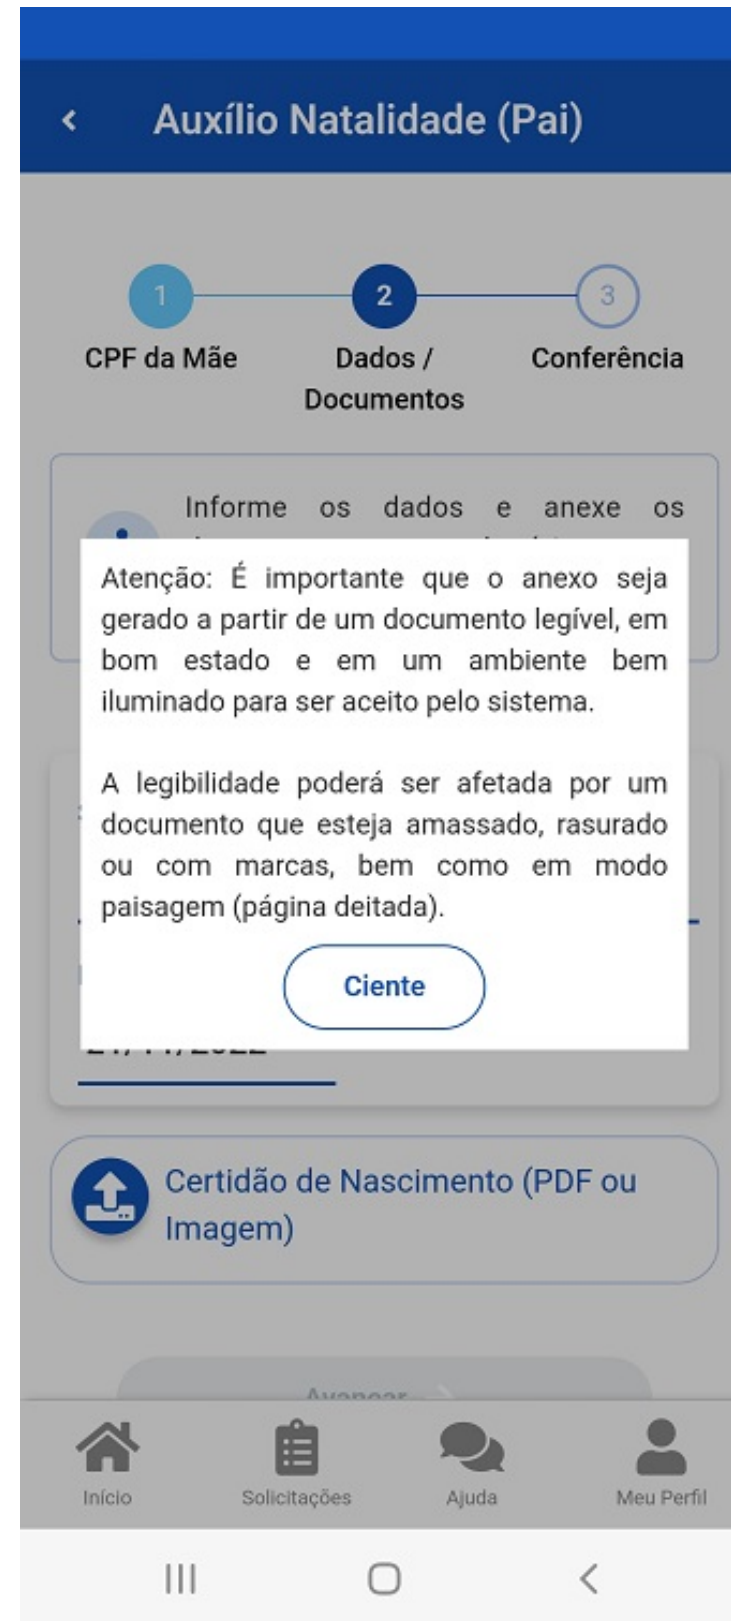 Auxílio Natalidade (Pai)
1
2
3
CPF da Mãe
Dados /
Documentos
Conferência
Informe os dados e anexe os
Atenção: É importante que o anexo seja
gerado a partir de um documento legível, em
bom estado e em um ambiente bem
iluminado para ser aceito pelo sistema.
A legibilidade poderá ser afetada por um
documento que esteja amassado, rasurado
ou com marcas, bem como em modo
paisagem (página deitada).
Ciente
Certidão de Nascimento (PDF ou
Imagem)
Avançar
Início
Solicitações
Ajuda
Meu Perfil